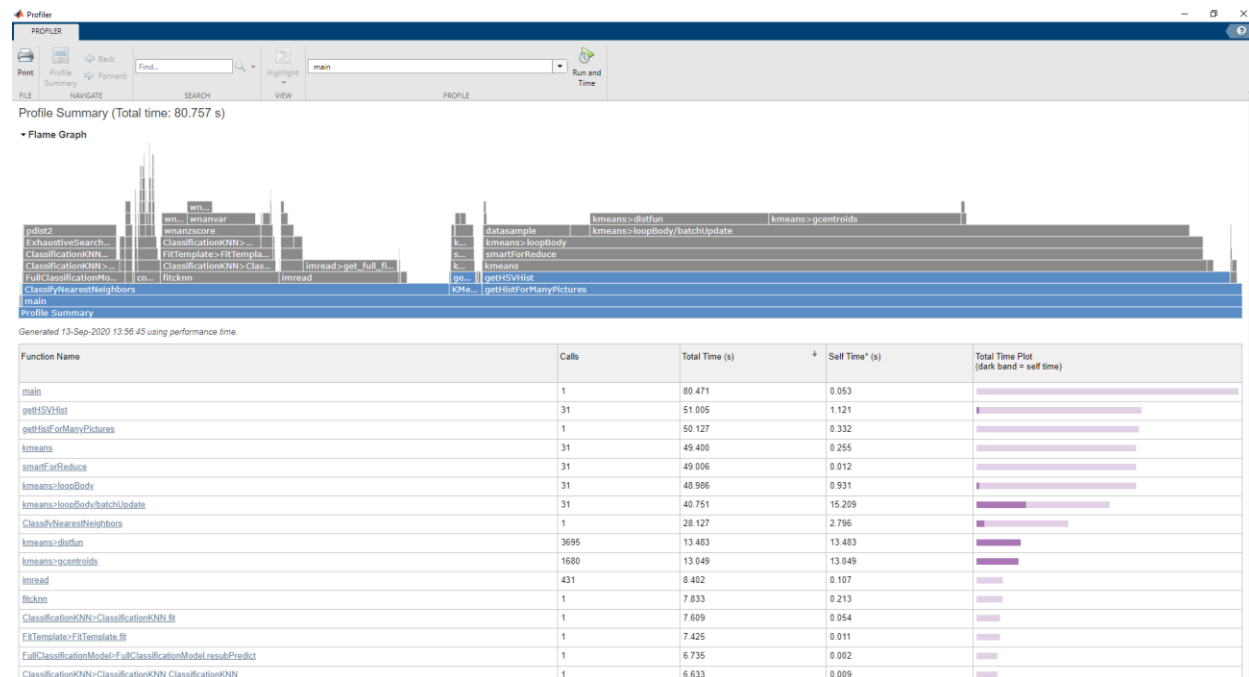 Profiler
PROFILER
Print
Profile Summary
Back
Forward
Find...
Highlight
main
Run and Time
FILE NAVIGATE SEARCH VIEW PROFILE
Profile Summary (Total time: 80.757 s)
Flame Graph
wn...
wn... wnanvar kmeans>distfun kmeans>gcentroids
pdist2 wnanzscore datasample kmeans>loopBody/batchUpdate
ExhaustiveSearch... ClassificationKNN>... k... kmeans>loopBody
ClassificationKNN... FitTemplate>FitTempla... s... smartForReduce
ClassificationKNN>... ClassificationKNN>Clas... imread>get_full_fi... k... kmeans
FullClassificationMo... co... fitcknn imread ge... getHSVHist
ClassifyNearestNeighbors KMe... getHistForManyPictures
main
Profile Summary
Generated 13-Sep-2020 13:56:45 using performance time.
Function Name Calls Total Time (s) Self Time* (s) Total Time Plot
(dark band = self time)
main 1 80.471 0.053
getHSVHist 31 51.005 1.121
getHistForManyPictures 1 50.127 0.332
kmeans 31 49.400 0.255
smartForReduce 31 49.006 0.012
kmeans>loopBody 31 48.986 0.931
kmeans>loopBody/batchUpdate 31 40.751 15.209
ClassifyNearestNeighbors 1 28.127 2.796
kmeans>distfun 3695 13.483 13.483
kmeans>gcentroids 1680 13.049 13.049
imread 431 8.402 0.107
fitcknn 1 7.833 0.213
ClassificationKNN>ClassificationKNN.fit 1 7.609 0.054
FitTemplate>FitTemplate.fit 1 7.425 0.011
FullClassificationModel>FullClassificationModel.resubPredict 1 6.735 0.002
ClassificationKNN>ClassificationKNN.ClassificationKNN 1 6.633 0.009